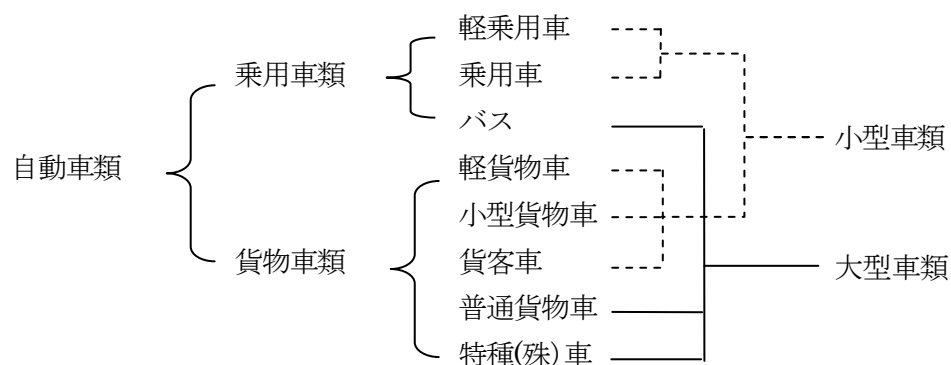 軽乗用車
乗用車類
乗用車
バス
小型車類
自動車類
軽貨物車
小型貨物車
貨物車類
貨客車
大型車類
普通貨物車
特種(殊)車